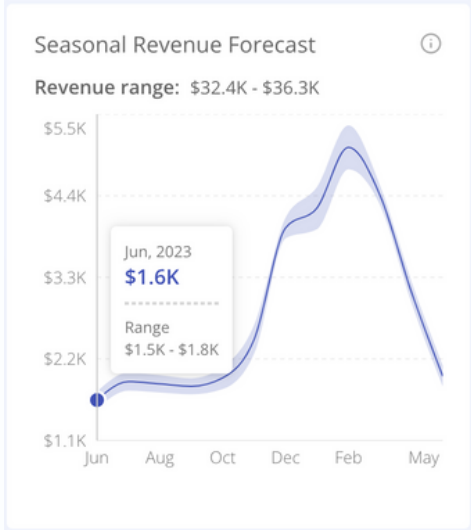 Seasonal Revenue Forecast
Revenue range: $32.4K - $36.3K
$5.5K
$4.4K
Jun, 2023
$1.6K
$3.3K
Range
$1.5K - $1.8K
$2.2K
$1.1K
Jun Aug Oct Dec Feb May